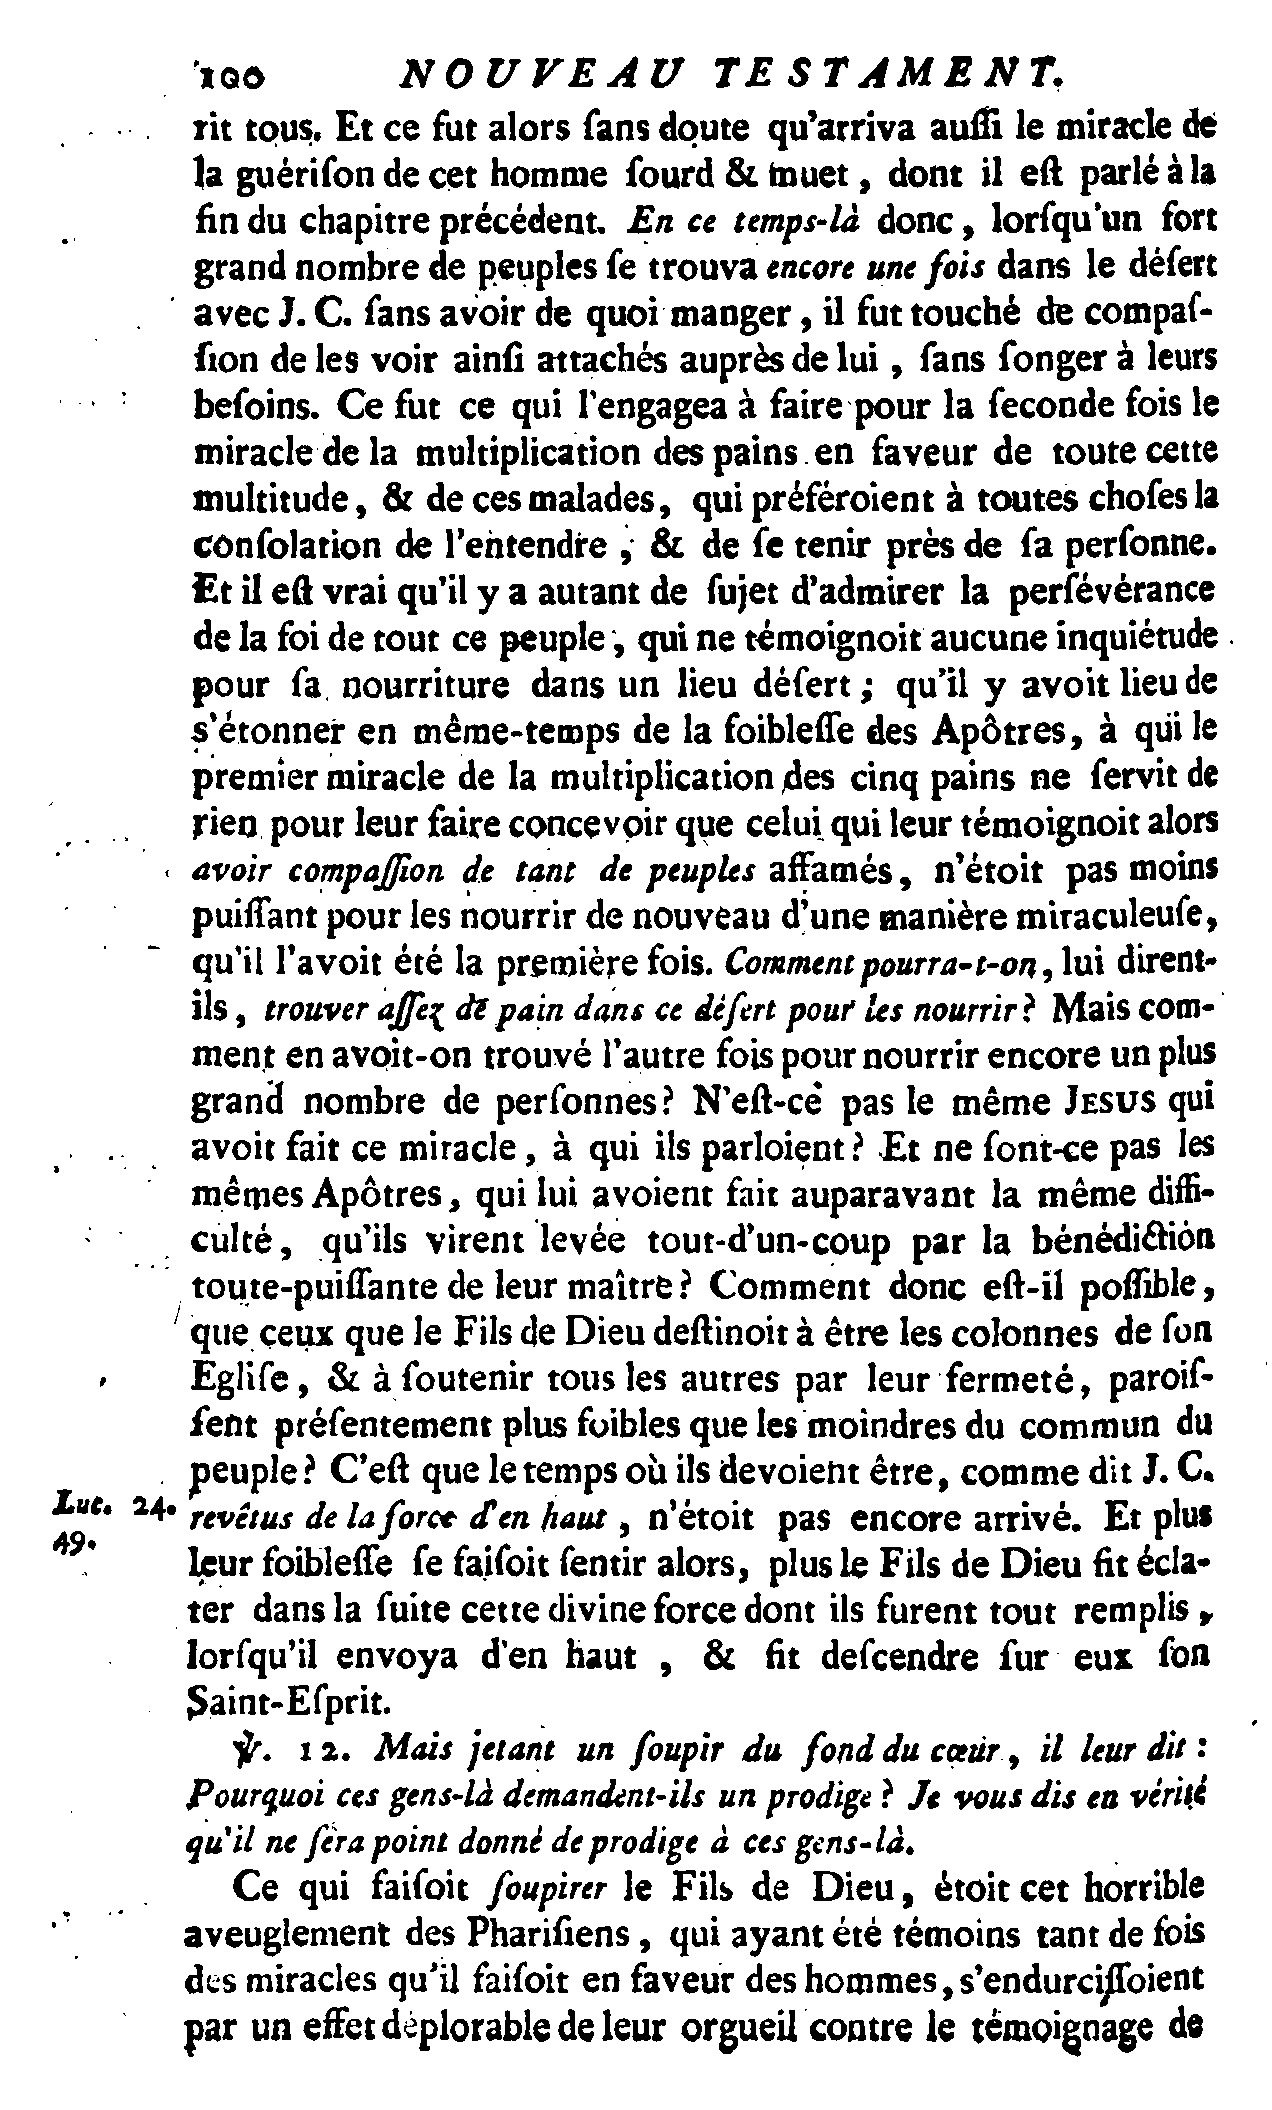 100 NOUVEAU TESTAMENT.
rit tous. Et ce fut alors ſans doute qu'arriva auſſi le miracle de
la guériſon de cet homme ſourd & muet, dont il eſt parlé à la
fin du chapitre précédent. En ce temps-là donc, lorſqu'un fort
grand nombre de peuples ſe trouva encore une fois dans le déſert
avec J. C. ſans avoir de quoi manger, il fut touché de compaſ-
ſion de les voir ainſi attachés auprès de lui, ſans ſonger à leurs
beſoins. Ce fut ce qui l'engagea à faire pour la ſeconde fois le
miracle de la multiplication des pains en faveur de toute cette
multitude, & de ces malades, qui préféroient à toutes choſes la
conſolation de l'entendre, & de ſe tenir près de ſa perſonne.
Et il eſt vrai qu'il y a autant de ſujet d'admirer la perſévérance
de la foi de tout ce peuple, qui ne témoignoit aucune inquiétude
pour ſa nourriture dans un lieu déſert; qu'il y avoit lieu de
s'étonner en même-temps de la foibleſſe des Apôtres, à qui le
premier miracle de la multiplication des cinq pains ne ſervit de
rien pour leur faire concevoir que celui qui leur témoignoit alors
avoir compaſſion de tant de peuples affamés, n'étoit pas moins
puiſſant pour les nourrir de nouveau d'une manière miraculeuſe,
qu'il l'avoit été la première fois. Comment pourra-t-on, lui dirent-
ils, trouver aſſez de pain dans ce déſert pour les nourrir? Mais com-
ment en avoit-on trouvé l'autre fois pour nourrir encore un plus
grand nombre de perſonnes? N'eſt-ce pas le même JESUS qui
avoit fait ce miracle, à qui ils parloient? Et ne ſont-ce pas les
mêmes Apôtres, qui lui avoient fait auparavant la même diffi-
culté, qu'ils virent levée tout-d'un-coup par la bénédiction
toute-puiſſante de leur maître? Comment donc eſt-il poſſible,
que ceux que le Fils de Dieu deſtinoit à être les colonnes de ſon
Egliſe, & à ſoutenir tous les autres par leur fermeté, paroiſ-
ſent préſentement plus foibles que les moindres du commun du
peuple? C'eſt que le temps où ils devoient être, comme dit J. C.
Luc. 24. revêtus de la force d'en haut, n'étoit pas encore arrivé. Et plus
49. leur foibleſſe ſe faiſoit ſentir alors, plus le Fils de Dieu fit écla-
ter dans la ſuite cette divine force dont ils furent tout remplis,
lorſqu'il envoya d'en haut, & fit deſcendre ſur eux ſon
Saint-Eſprit.
℣. 12. Mais jetant un ſoupir du fond du cœur, il leur dit:
Pourquoi ces gens-là demandent-ils un prodige? Je vous dis en vérité
qu'il ne ſera point donné de prodige à ces gens-là.
Ce qui faiſoit ſoupirer le Fils de Dieu, étoit cet horrible
aveuglement des Phariſiens, qui ayant été témoins tant de fois
des miracles qu'il faiſoit en faveur des hommes, s'endurciſſoient
par un effet déplorable de leur orgueil contre le témoignage de